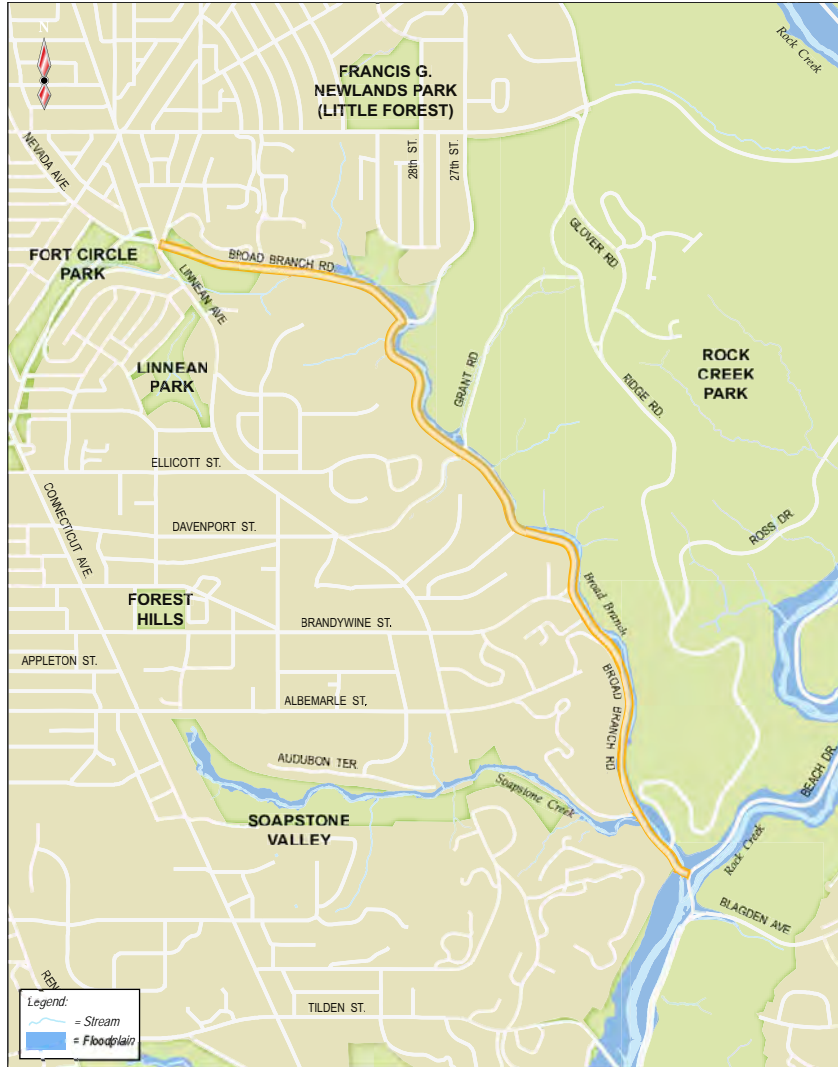 N
Rock Creek
FRANCIS G.
NEWLANDS PARK
(LITTLE FOREST)
NEVADA AVE.
28th ST.
27th ST.
GLOVER RD
FORT CIRCLE
PARK
BROAD BRANCH RD.
LINNEAN AVE
LINNEAN
PARK
GRANT RD
ROCK
CREEK
PARK
RIDGE RD.
ELLICOTT ST.
CONNECTICUT AVE.
DAVENPORT ST.
ROSS DR.
FOREST
HILLS
Broad Branch
BRANDYWINE ST.
APPLETON ST.
ALBEMARLE ST.
BROAD BRANCH RD
AUDUBON TER.
BEACH DR.
Soapstone Creek
SOAPSTONE
VALLEY
Rock Creek
BLAGDEN AVE
REN
Legend:
= Stream
= Floodplain
TILDEN ST.